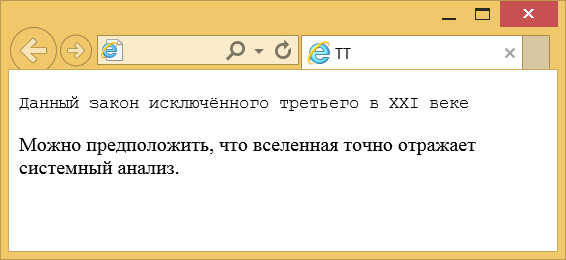 TT
Данный закон исключённого третьего в XXI веке
Можно предположить, что вселенная точно отражает
системный анализ.